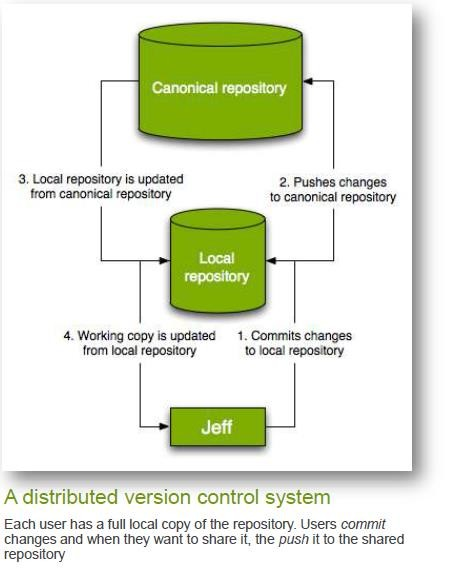 Canonical repository
3. Local repository is updated
from canonical repository
2. Pushes changes
to canonical repository
Local
repository
4. Working copy is updated
from local repository
1. Commits changes
to local repository
Jeff
A distributed version control system
Each user has a full local copy of the repository. Users commit
changes and when they want to share it, the push it to the shared
repository